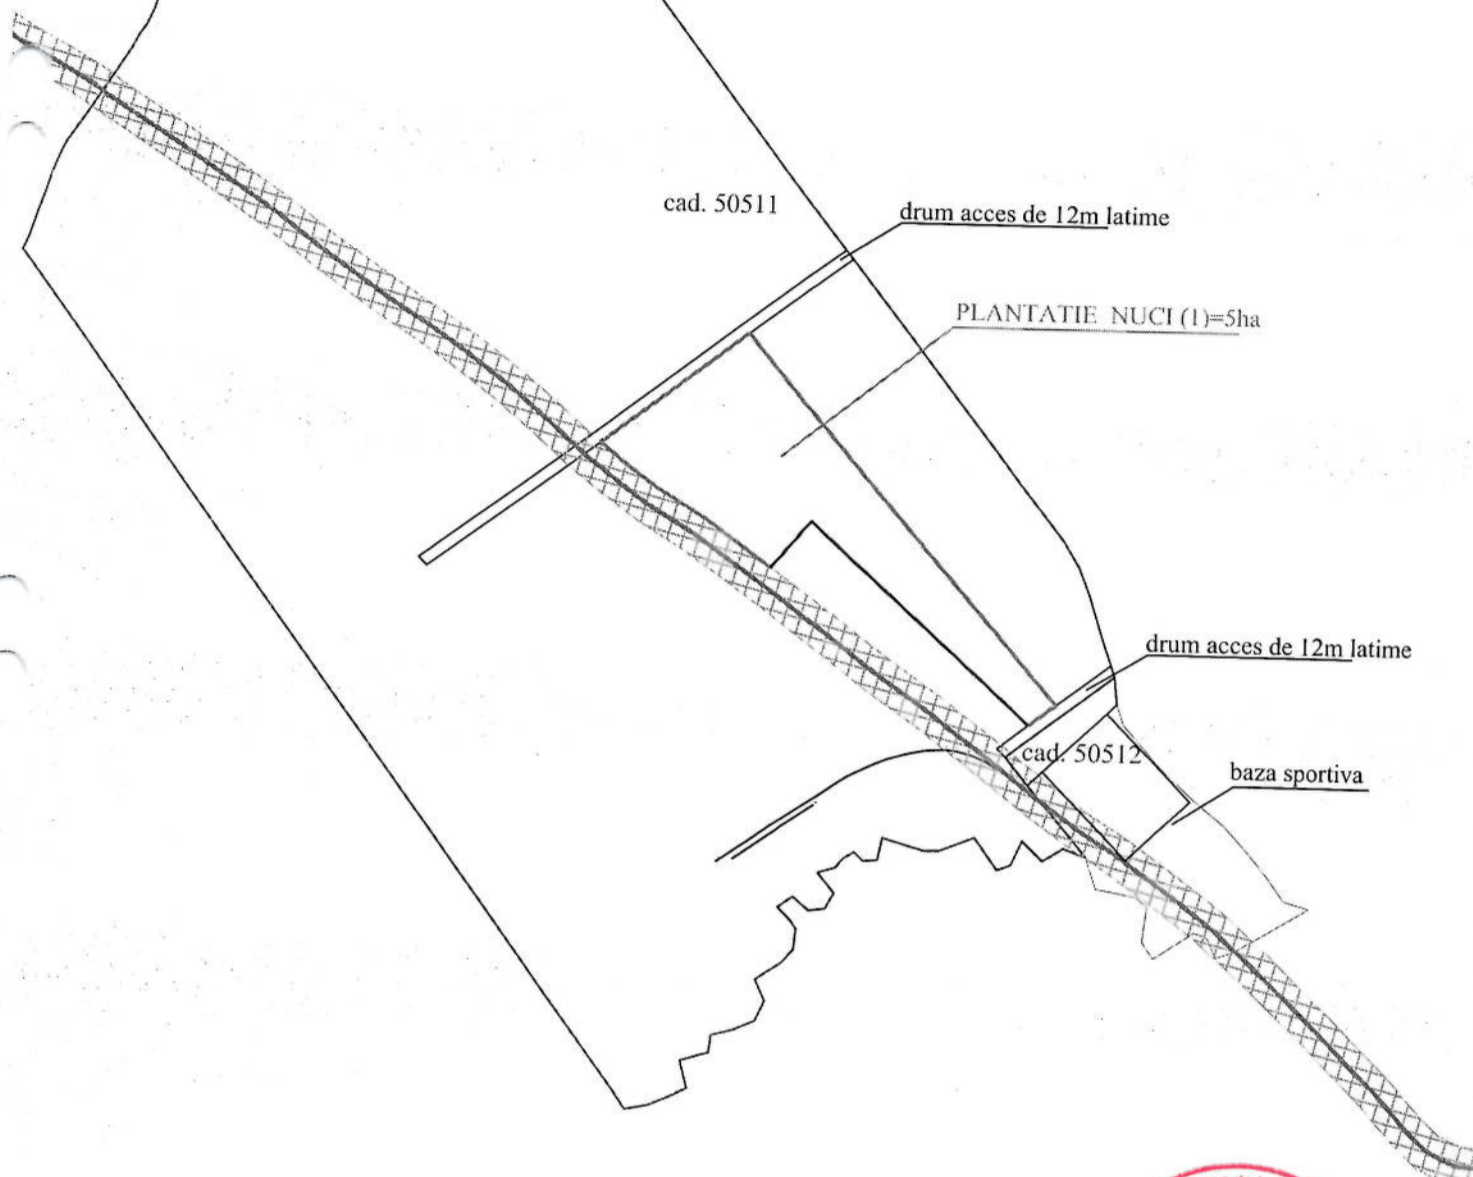 cad. 50511
drum acces de 12m latime
PLANTATIE NUCI (1)=5ha
drum acces de 12m latime
cad. 50512
baza sportiva